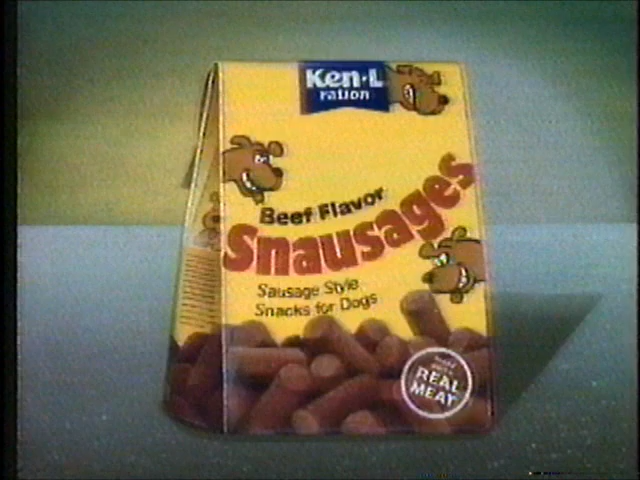 Ken-L
ration
Beef Flavor
Snausages
Sausage Style
Snacks for Dogs
REAL
MEAT